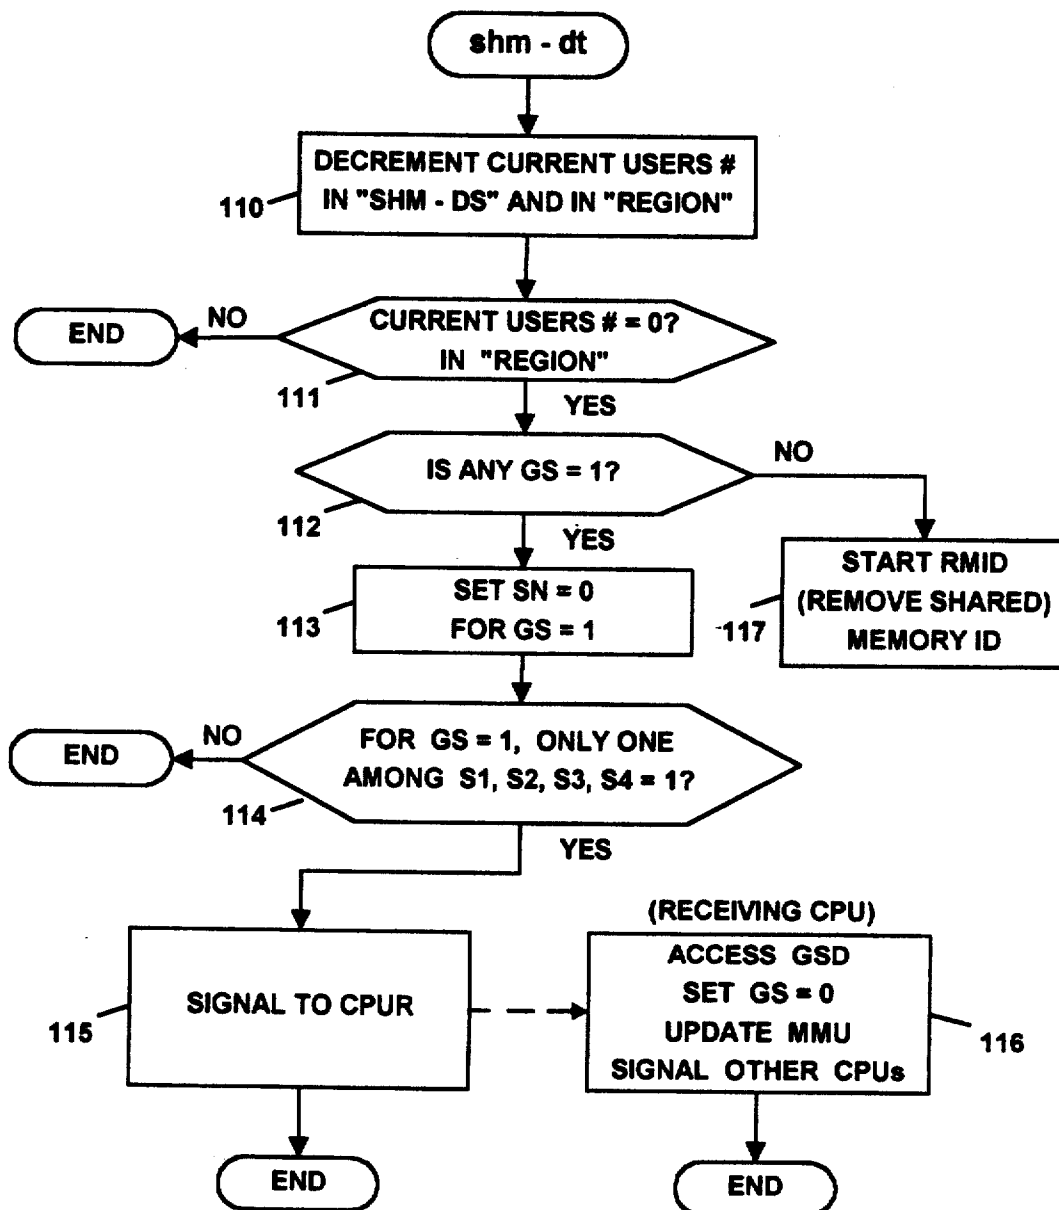 shm - dt
DECREMENT CURRENT USERS #
IN "SHM - DS" AND IN "REGION"
110
END
NO
CURRENT USERS # = 0?
IN "REGION"
111
YES
IS ANY GS = 1?
NO
112
YES
SET SN = 0
FOR GS = 1
113
START RMID
(REMOVE SHARED)
MEMORY ID
117
END
NO
FOR GS = 1, ONLY ONE
AMONG S1, S2, S3, S4 = 1?
114
YES
SIGNAL TO CPUR
115
(RECEIVING CPU)
ACCESS GSD
SET GS = 0
UPDATE MMU
SIGNAL OTHER CPUs
116
END
END